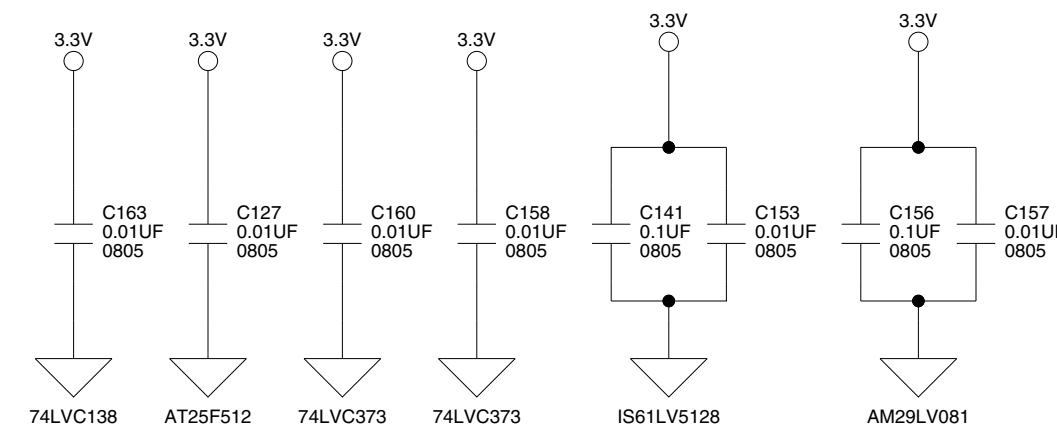 3.3V
3.3V
3.3V
3.3V
3.3V
3.3V
C163
0.01UF
0805
C127
0.01UF
0805
C160
0.01UF
0805
C158
0.01UF
0805
C141
0.1UF
0805
C153
0.01UF
0805
C156
0.1UF
0805
C157
0.01UF
0805
74LVC138
AT25F512
74LVC373
74LVC373
IS61LV5128
AM29LV081